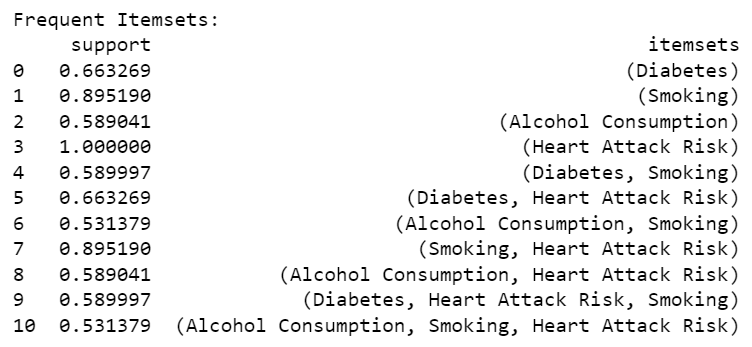 Frequent Itemsets:
support itemsets
0 0.663269 (Diabetes)
1 0.895190 (Smoking)
2 0.589041 (Alcohol Consumption)
3 1.000000 (Heart Attack Risk)
4 0.589997 (Diabetes, Smoking)
5 0.663269 (Diabetes, Heart Attack Risk)
6 0.531379 (Alcohol Consumption, Smoking)
7 0.895190 (Smoking, Heart Attack Risk)
8 0.589041 (Alcohol Consumption, Heart Attack Risk)
9 0.589997 (Diabetes, Heart Attack Risk, Smoking)
10 0.531379 (Alcohol Consumption, Smoking, Heart Attack Risk)